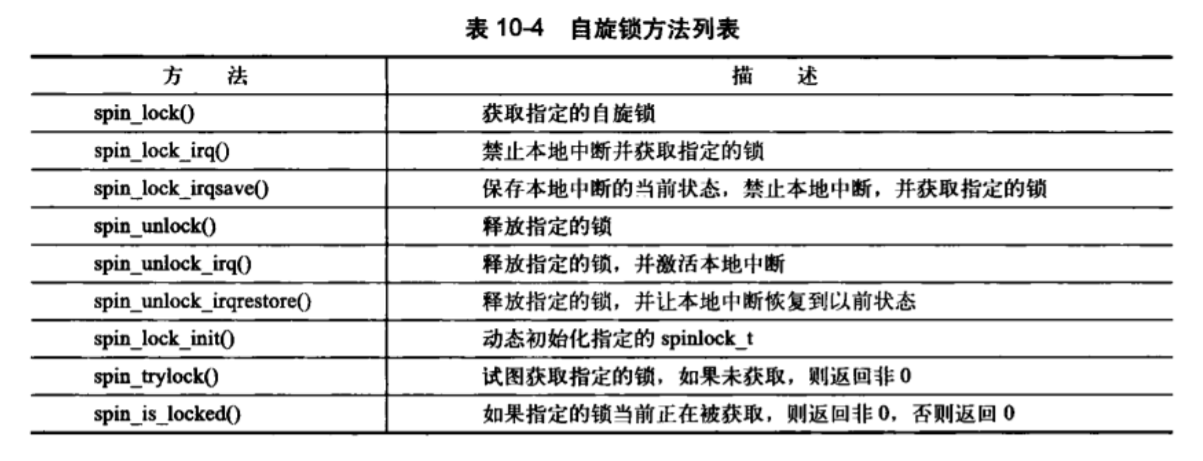 表 10-4 自旋锁方法列表
方 法 描 述
spin_lock() 获取指定的自旋锁
spin_lock_irq() 禁止本地中断并获取指定的锁
spin_lock_irqsave() 保存本地中断的当前状态，禁止本地中断，并获取指定的锁
spin_unlock() 释放指定的锁
spin_unlock_irq() 释放指定的锁，并激活本地中断
spin_unlock_irqrestore() 释放指定的锁，并让本地中断恢复到以前状态
spin_lock_init() 动态初始化指定的 spinlock_t
spin_trylock() 试图获取指定的锁，如果未获取，则返回非 0
spin_is_locked() 如果指定的锁当前正在被获取，则返回非 0，否则返回 0